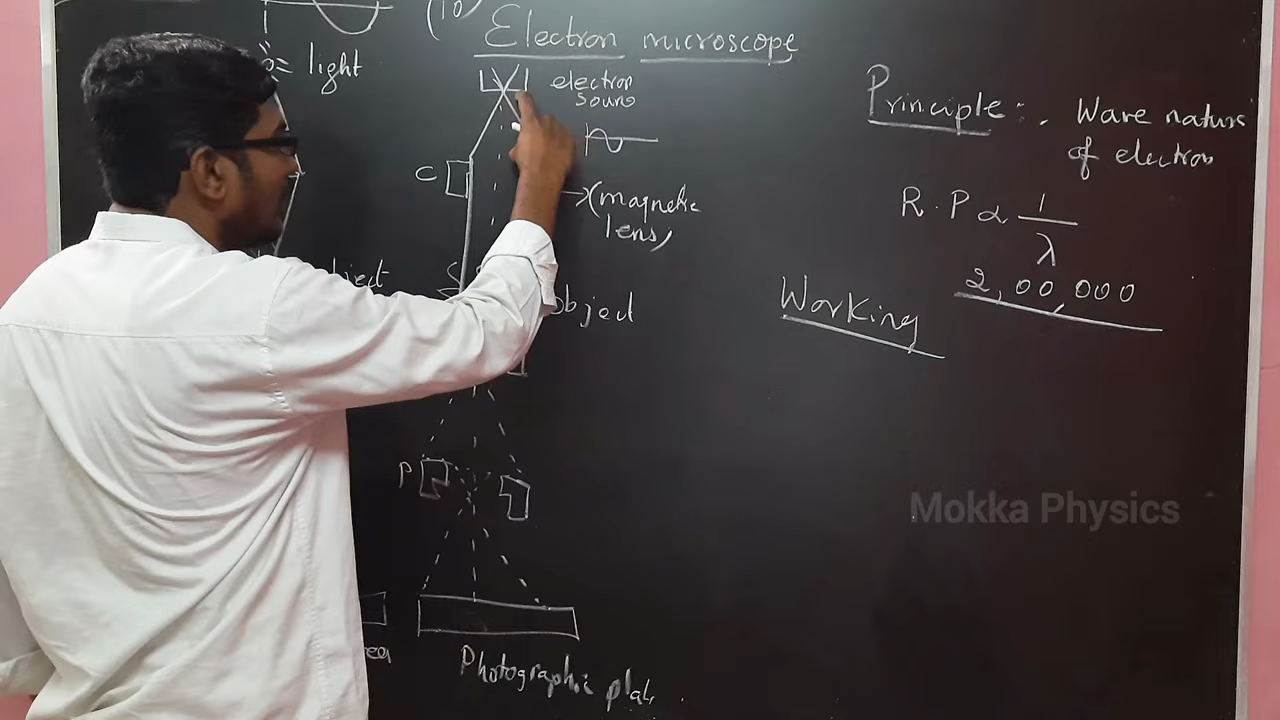 (10)
Electron microscope
light
electron
source
Principle:. Wave nature
of electron
C
(magnetic
lens)
R.P α 1/λ
2,00,000
Object
Working
P
Photographic plate.
Mokka Physics